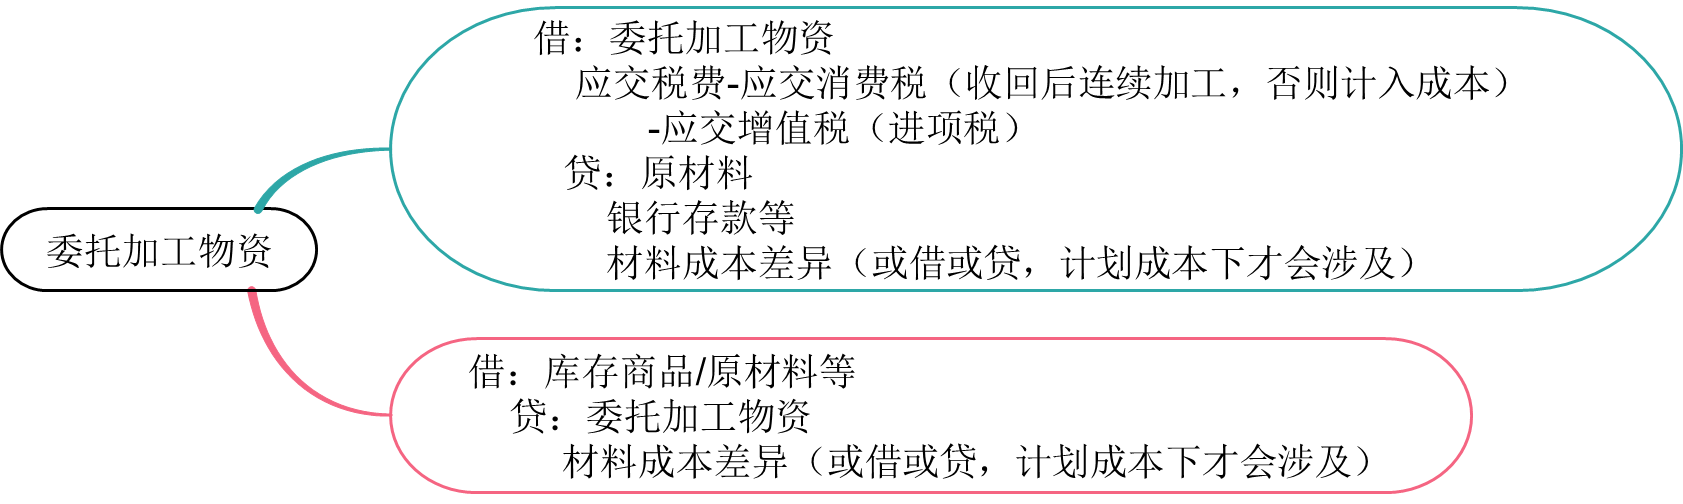 委托加工物资
借：委托加工物资
应交税费-应交消费税（收回后连续加工，否则计入成本）
-应交增值税（进项税）
贷：原材料
银行存款等
材料成本差异（或借或贷，计划成本下才会涉及）
借：库存商品/原材料等
贷：委托加工物资
材料成本差异（或借或贷，计划成本下才会涉及）